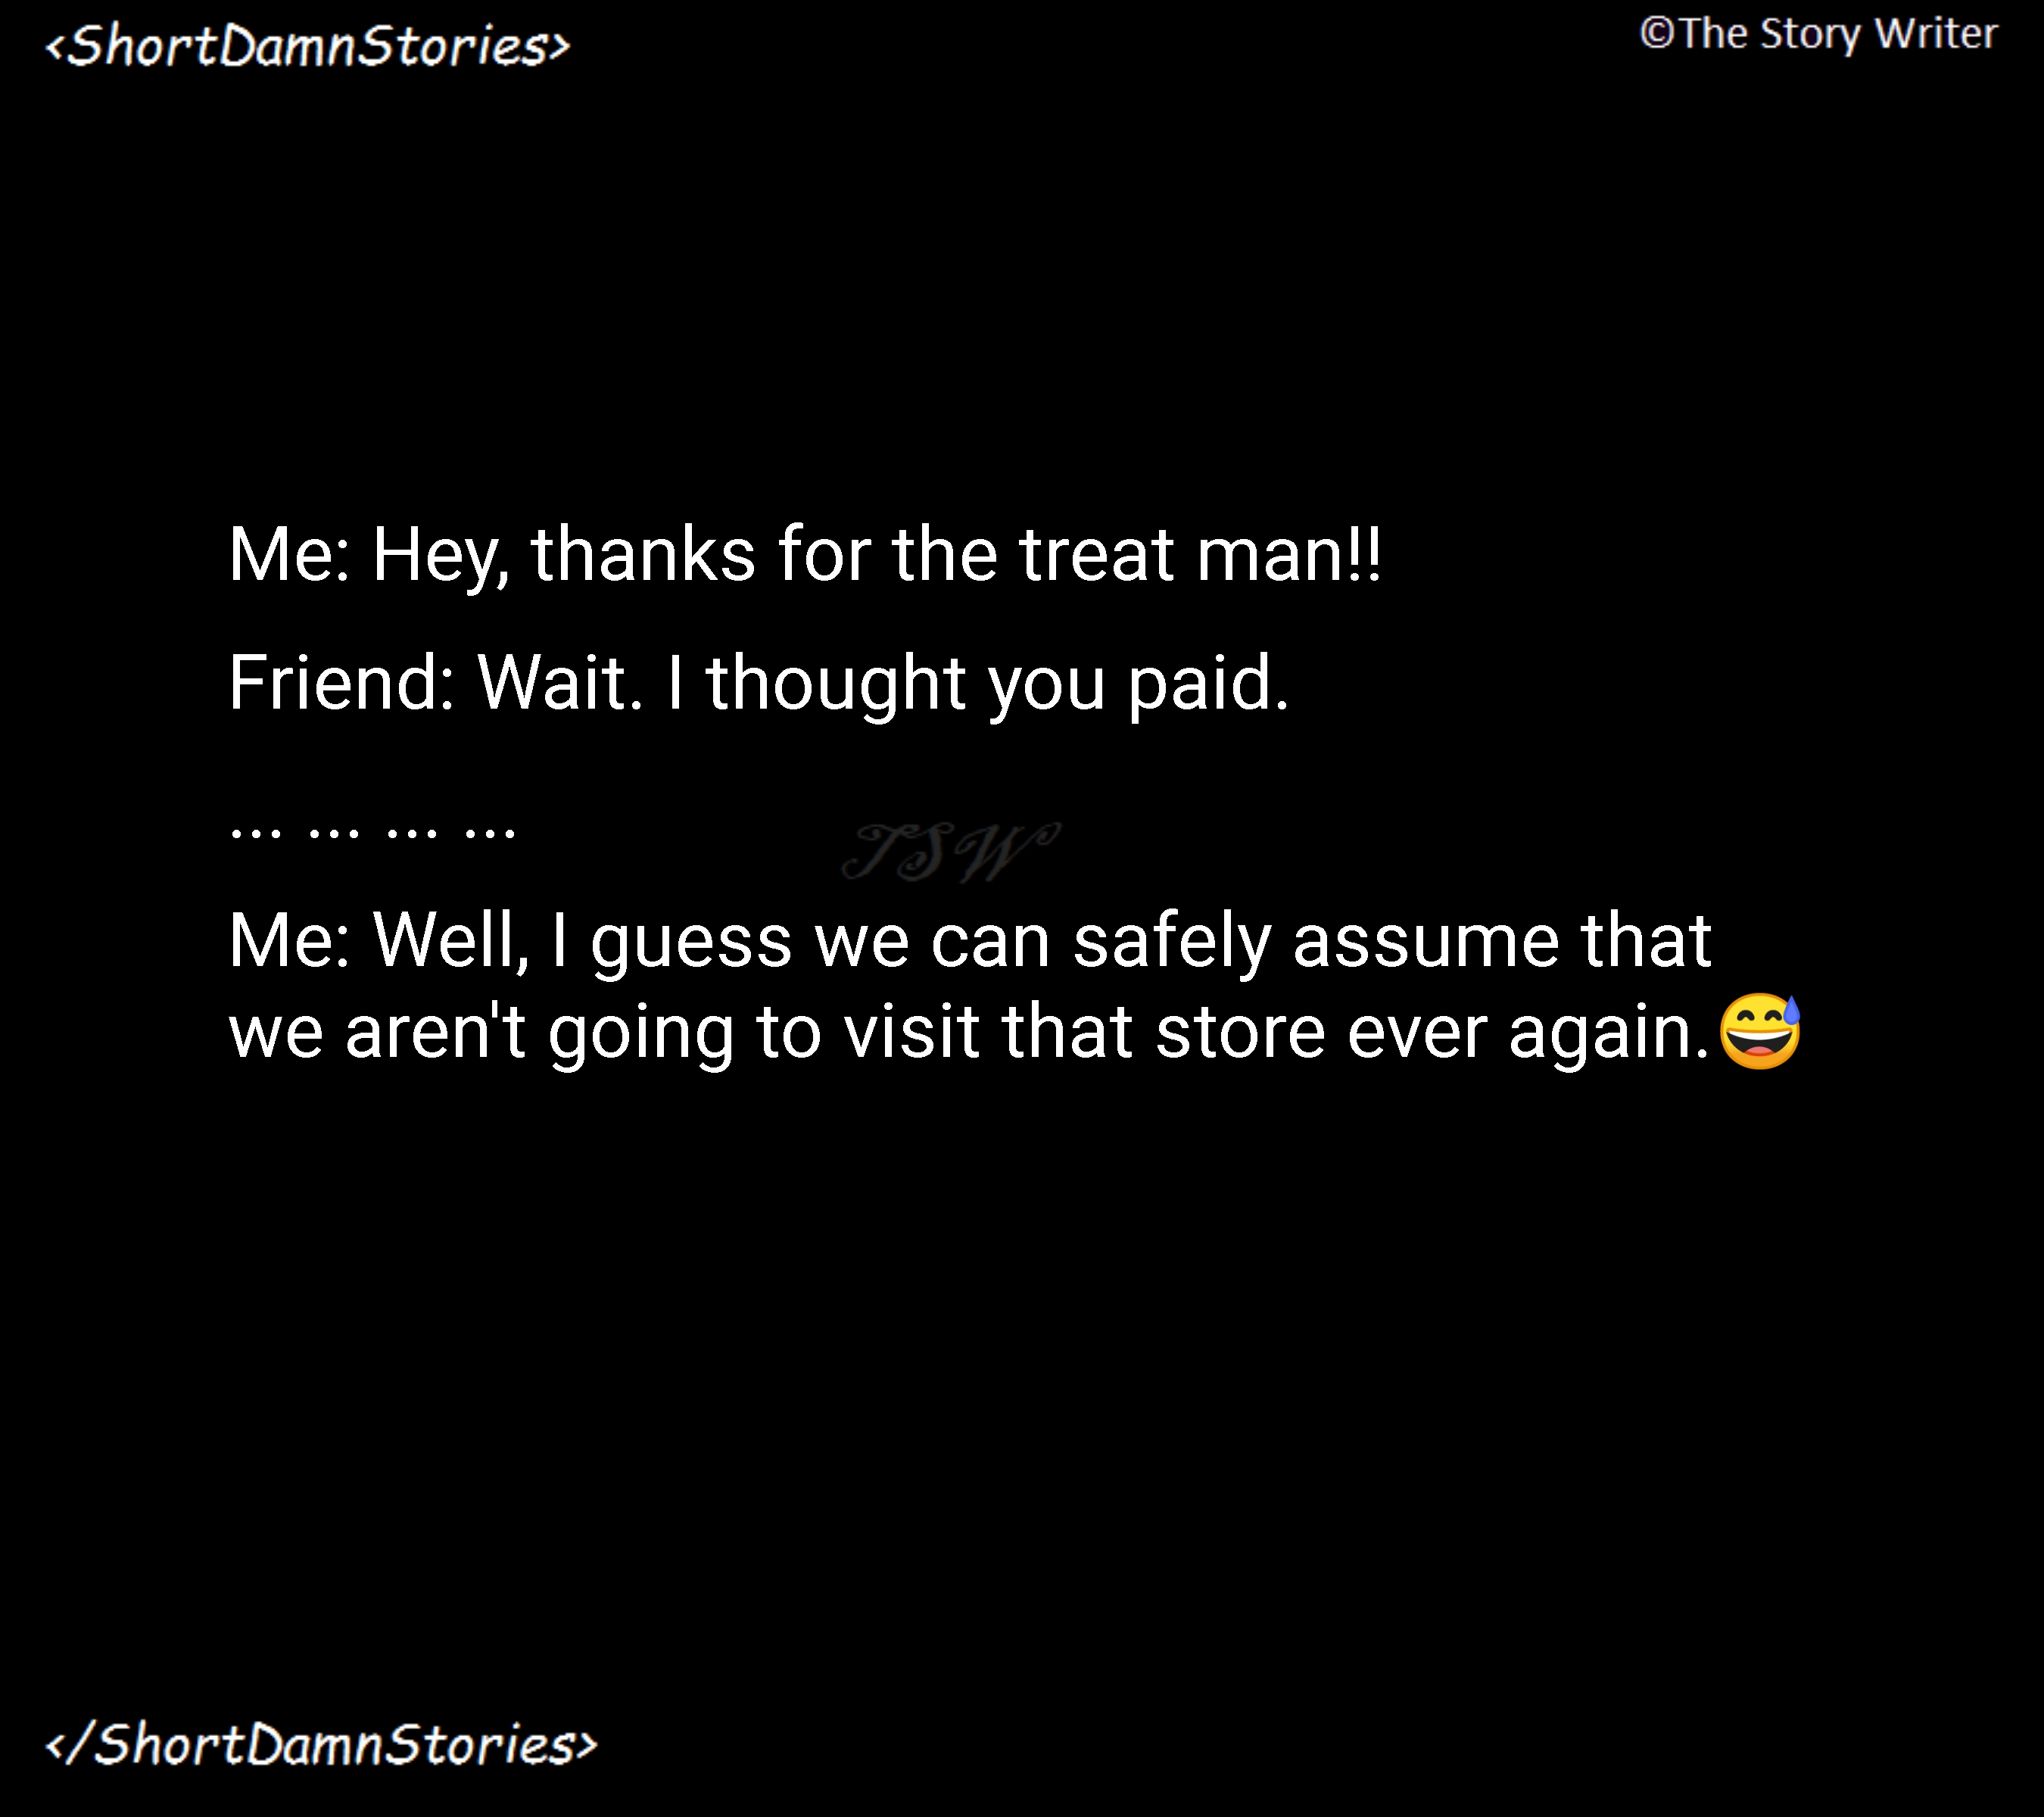 <ShortDamnStories>
©The Story Writer
Me: Hey, thanks for the treat man!!
Friend: Wait. I thought you paid.
... ... ... ...
TSW
Me: Well, I guess we can safely assume that
we aren't going to visit that store ever again.😅
</ShortDamnStories>